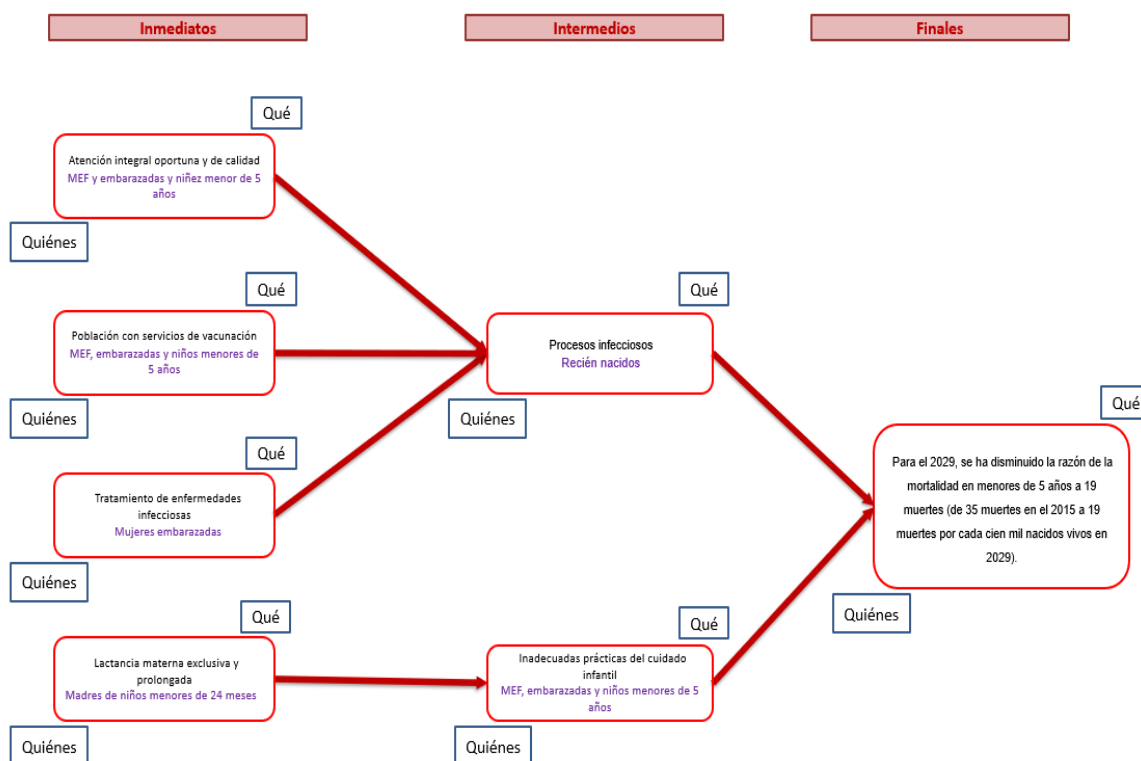 Inmediatos
Intermedios
Finales
Qué
Atención integral oportuna y de calidad
MEF y embarazadas y niñez menor de 5
años
Quiénes
Qué
Población con servicios de vacunación
MEF, embarazadas y niños menores de
5 años
Quiénes
Qué
Tratamiento de enfermedades
infecciosas
Mujeres embarazadas
Quiénes
Qué
Lactancia materna exclusiva y
prolongada
Madres de niños menores de 24 meses
Quiénes
Qué
Procesos infecciosos
Recién nacidos
Quiénes
Qué
Inadecuadas prácticas del cuidado
infantil
MEF, embarazadas y niños menores de 5
años
Quiénes
Qué
Para el 2029, se ha disminuido la razón de la
mortalidad en menores de 5 años a 19
muertes (de 35 muertes en el 2015 a 19
muertes por cada cien mil nacidos vivos en
2029).
Quiénes